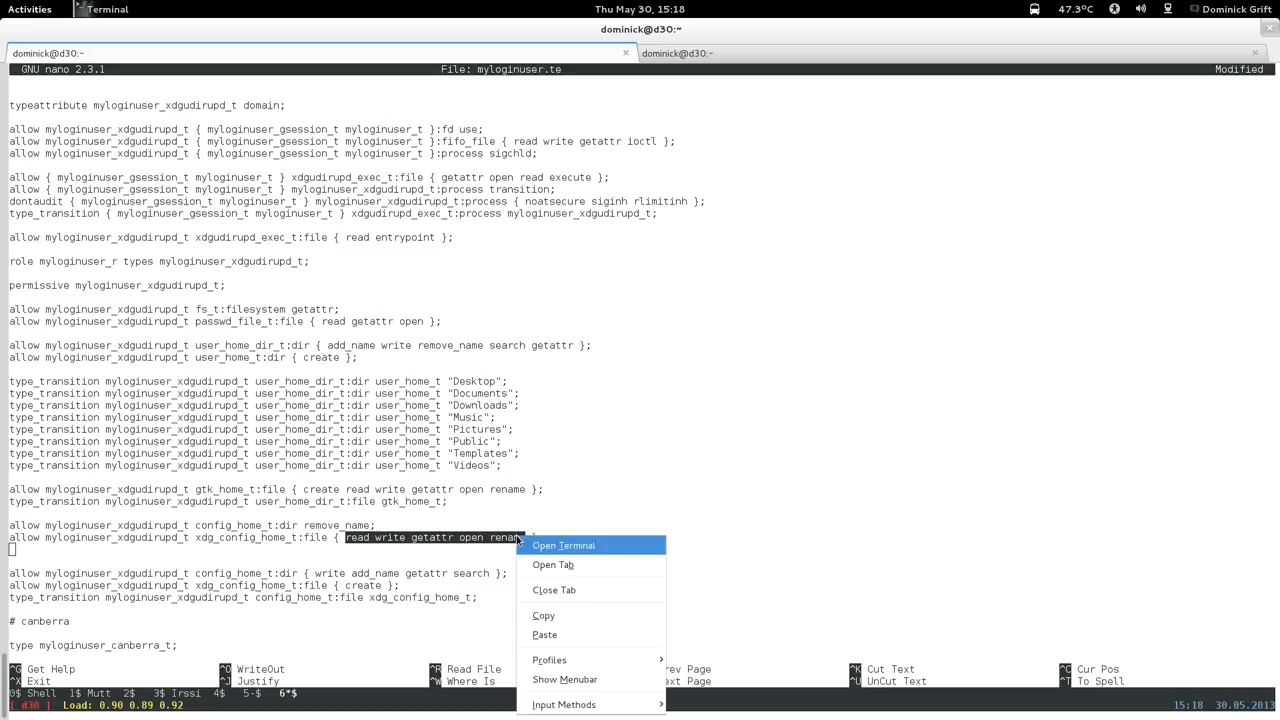 Activities Terminal Thu May 30, 15:18 47.3°C Dominick Grift
dominick@d30:~
dominick@d30:~ dominick@d30:~
GNU nano 2.3.1 File: myloginuser.te Modified
typeattribute myloginuser_xdgudirupd_t domain;
allow myloginuser_xdgudirupd_t { myloginuser_gsession_t myloginuser_t }:fd use;
allow myloginuser_xdgudirupd_t { myloginuser_gsession_t myloginuser_t }:fifo_file { read write getattr ioctl };
allow myloginuser_xdgudirupd_t { myloginuser_gsession_t myloginuser_t }:process sigchld;
allow { myloginuser_gsession_t myloginuser_t } xdgudirupd_exec_t:file { getattr open read execute };
allow { myloginuser_gsession_t myloginuser_t } myloginuser_xdgudirupd_t:process transition;
dontaudit { myloginuser_gsession_t myloginuser_t } myloginuser_xdgudirupd_t:process { noatsecure siginh rlimitinh };
type_transition { myloginuser_gsession_t myloginuser_t } xdgudirupd_exec_t:process myloginuser_xdgudirupd_t;
allow myloginuser_xdgudirupd_t xdgudirupd_exec_t:file { read entrypoint };
role myloginuser_r types myloginuser_xdgudirupd_t;
permissive myloginuser_xdgudirupd_t;
allow myloginuser_xdgudirupd_t fs_t:filesystem getattr;
allow myloginuser_xdgudirupd_t passwd_file_t:file { read getattr open };
allow myloginuser_xdgudirupd_t user_home_dir_t:dir { add_name write remove_name search getattr };
allow myloginuser_xdgudirupd_t user_home_t:dir { create };
type_transition myloginuser_xdgudirupd_t user_home_dir_t:dir user_home_t "Desktop";
type_transition myloginuser_xdgudirupd_t user_home_dir_t:dir user_home_t "Documents";
type_transition myloginuser_xdgudirupd_t user_home_dir_t:dir user_home_t "Downloads";
type_transition myloginuser_xdgudirupd_t user_home_dir_t:dir user_home_t "Music";
type_transition myloginuser_xdgudirupd_t user_home_dir_t:dir user_home_t "Pictures";
type_transition myloginuser_xdgudirupd_t user_home_dir_t:dir user_home_t "Public";
type_transition myloginuser_xdgudirupd_t user_home_dir_t:dir user_home_t "Templates";
type_transition myloginuser_xdgudirupd_t user_home_dir_t:dir user_home_t "Videos";
allow myloginuser_xdgudirupd_t gtk_home_t:file { create read write getattr open rename };
type_transition myloginuser_xdgudirupd_t user_home_dir_t:file gtk_home_t;
allow myloginuser_xdgudirupd_t config_home_t:dir remove_name;
allow myloginuser_xdgudirupd_t xdg_config_home_t:file { read write getattr open renam
Open Terminal
Open Tab
Close Tab
Copy
Paste
Profiles
Show Menubar
Input Methods
allow myloginuser_xdgudirupd_t config_home_t:dir { write add_name getattr search };
allow myloginuser_xdgudirupd_t xdg_config_home_t:file { create };
type_transition myloginuser_xdgudirupd_t config_home_t:file xdg_config_home_t;
# canberra
type myloginuser_canberra_t;
^G Get Help ^O WriteOut ^R Read File rev Page ^K Cut Text ^C Cur Pos
^X Exit ^J Justify ^W Where Is ext Page ^U UnCut Text ^T To Spell
0$ Shell 1$ Mutt 2$ 3$ Irssi 4$ 5-$ 6*$
[ d30 ] Load: 0.90 0.89 0.92 15:18 30.05.2013